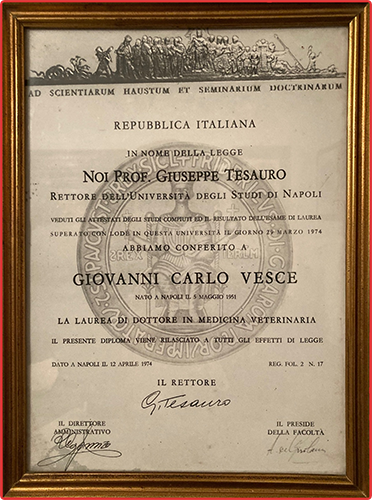 AD SCIENTIARUM HAUSTUM ET SEMINARIUM DOCTRINARUM
REPUBBLICA ITALIANA
IN NOME DELLA LEGGE
NOI PROF. GIUSEPPE TESAURO
RETTORE DELL'UNIVERSITÀ DEGLI STUDI DI NAPOLI
VEDUTI GLI ATTESTATI DEGLI STUDI COMPIUTI ED IL RISULTATO DELL'ESAME DI LAUREA
SUPERATO CON LODE IN QUESTA UNIVERSITÀ IL GIORNO 29 MARZO 1974
ABBIAMO CONFERITO A
GIOVANNI CARLO VESCE
NATO A NAPOLI IL 5 MAGGIO 1951
LA LAUREA DI DOTTORE IN MEDICINA VETERINARIA
IL PRESENTE DIPLOMA VIENE RILASCIATO A TUTTI GLI EFFETTI DI LEGGE
DATO A NAPOLI IL 12 APRILE 1974 REG. FOL. 2 N. 17
IL RETTORE
G. Tesauro
IL DIRETTORE
AMMINISTRATIVO
IL PRESIDE
DELLA FACOLTÀ